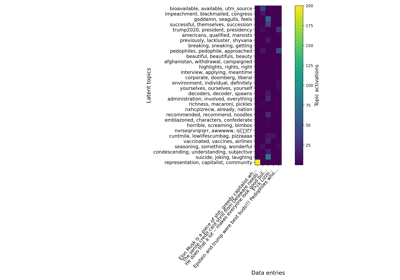 Latent topics
bioavailable, available, utm_source
impeachment, blackmailed, congress
goddamn, seagulls, feels
successful, themselves, succession
trump2020, president, presidency
americans, qualified, marxists
previously, lackluster, shyvana
breaking, sneaking, getting
pedophiles, pedophile, approached
beautiful, beautifuls, beauty
afghanistan, withdrawal, campaigned
highlights, rights, right
interview, applying, meantime
corporate, doomberg, liberal
environment, individual, definitely
yourselves, ourselves, yourself
decoders, decoder, spawns
administration, involved, everything
richness, macaroni, pickles
nxhcplzrecw, already, nation
recommended, recommend, noodles
emblazoned, characters, confederate
horrible, screaming, bimbos
cuntmila, lowlifescumbag, pizzaaaa
vaccinated, vaccines, airlines
seasoning, something, wonderful
condescending, understanding, subjective
suicide, joking, laughing
representation, capitalist, community
Data entries
200
175
150
125
100
75
50
25
Topic activations